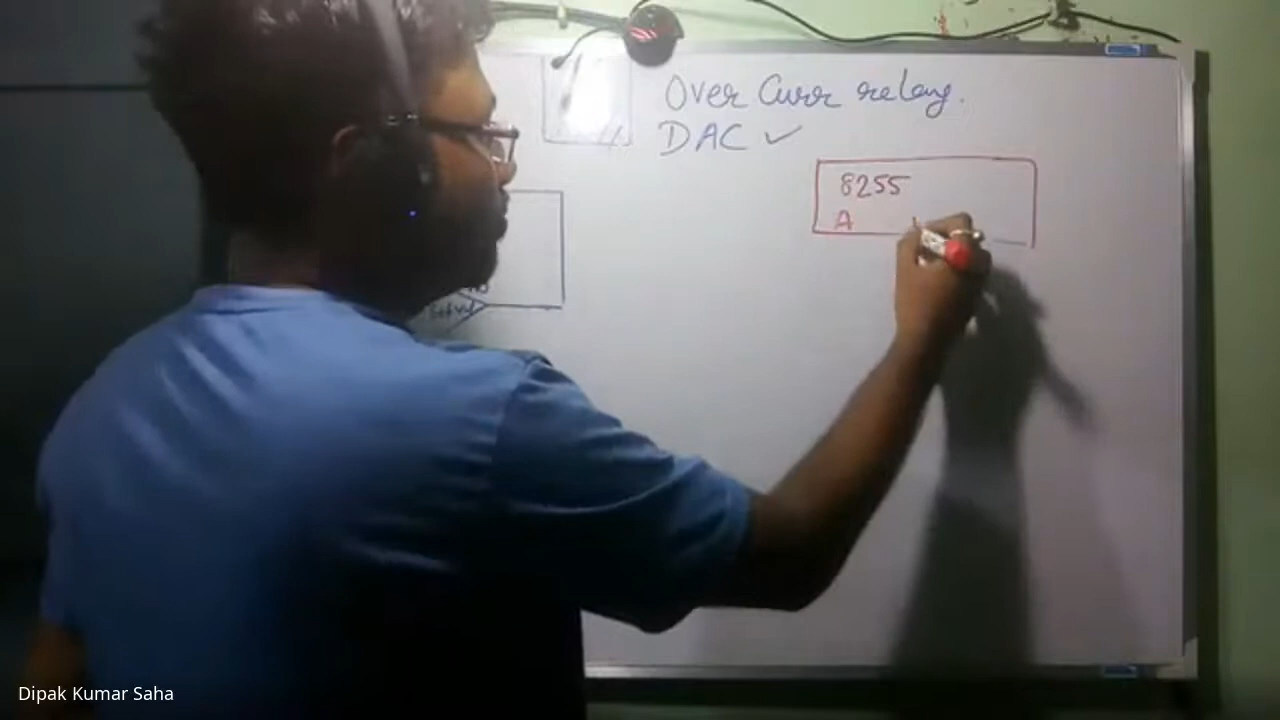 Over Curr relay.
DAC ✓
8255
A
Dipak Kumar Saha